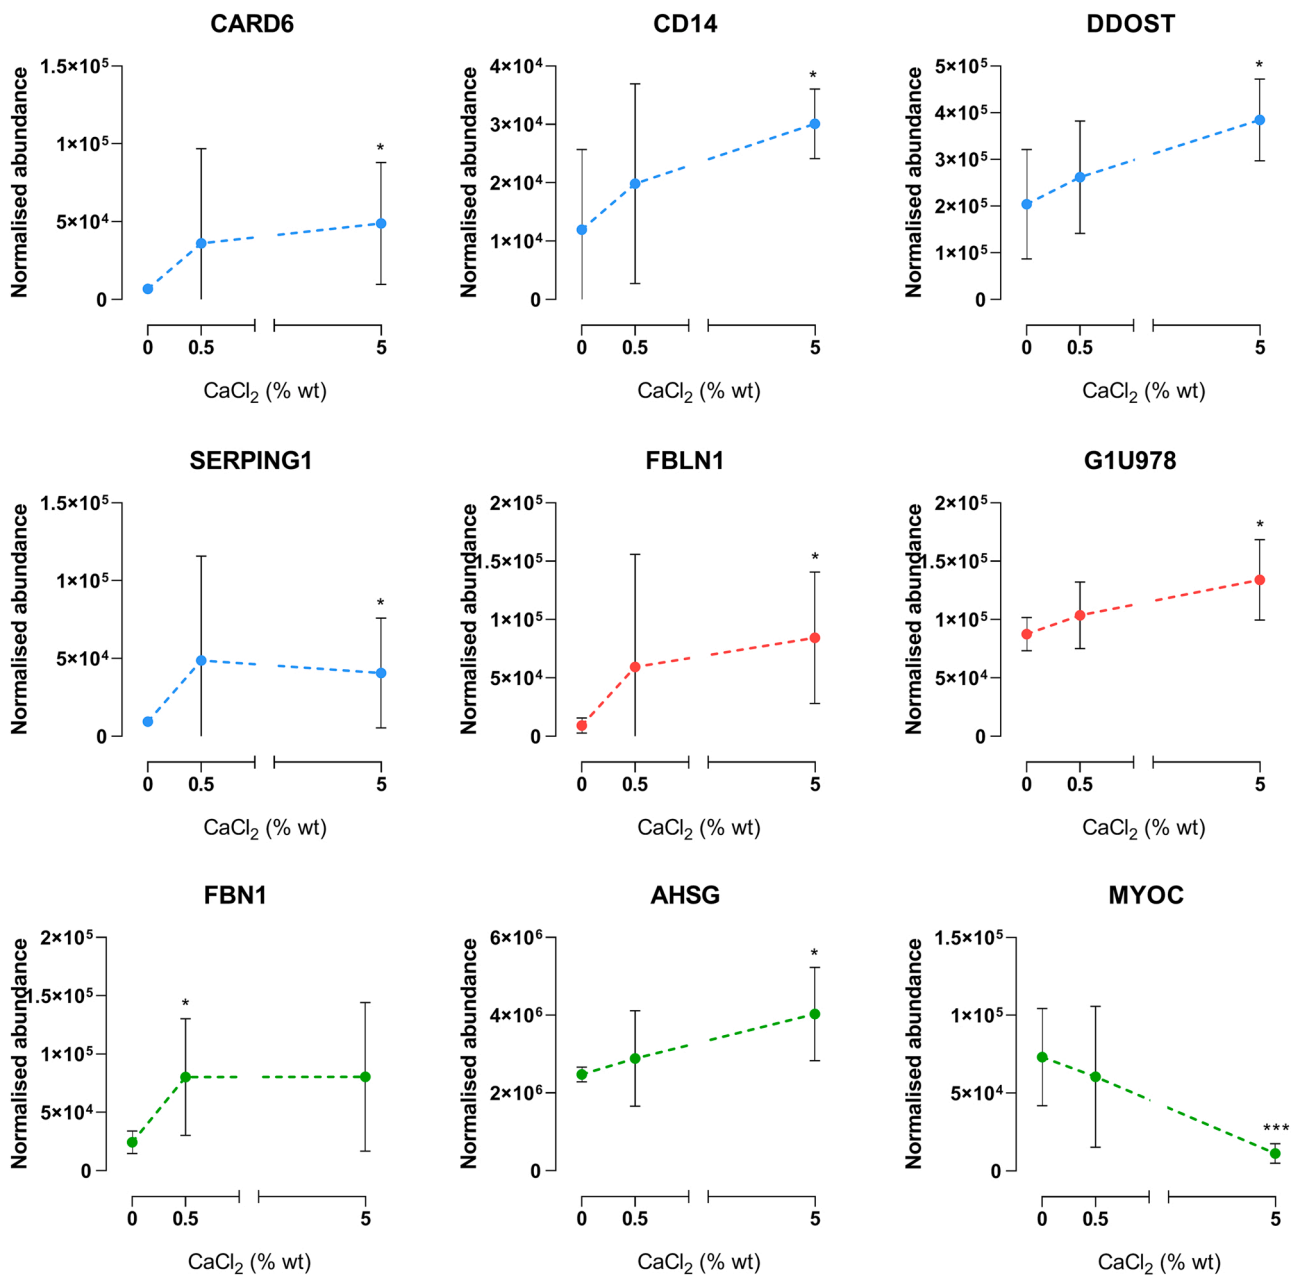 CARD6
Normalised abundance
1.5×10⁵
1×10⁵
5×10⁴
0
*
0 0.5 5
CaCl₂ (% wt)
CD14
Normalised abundance
4×10⁴
3×10⁴
2×10⁴
1×10⁴
0
*
0 0.5 5
CaCl₂ (% wt)
DDOST
Normalised abundance
5×10⁵
4×10⁵
3×10⁵
2×10⁵
1×10⁵
0
*
0 0.5 5
CaCl₂ (% wt)
SERPING1
Normalised abundance
1.5×10⁵
1×10⁵
5×10⁴
0
*
0 0.5 5
CaCl₂ (% wt)
FBLN1
Normalised abundance
2×10⁵
1.5×10⁵
1×10⁵
5×10⁴
0
*
0 0.5 5
CaCl₂ (% wt)
G1U978
Normalised abundance
2×10⁵
1.5×10⁵
1×10⁵
5×10⁴
0
*
0 0.5 5
CaCl₂ (% wt)
FBN1
Normalised abundance
2×10⁵
1.5×10⁵
1×10⁵
5×10⁴
0
*
0 0.5 5
CaCl₂ (% wt)
AHSG
Normalised abundance
6×10⁶
4×10⁶
2×10⁶
0
*
0 0.5 5
CaCl₂ (% wt)
MYOC
Normalised abundance
1.5×10⁵
1×10⁵
5×10⁴
0
***
0 0.5 5
CaCl₂ (% wt)